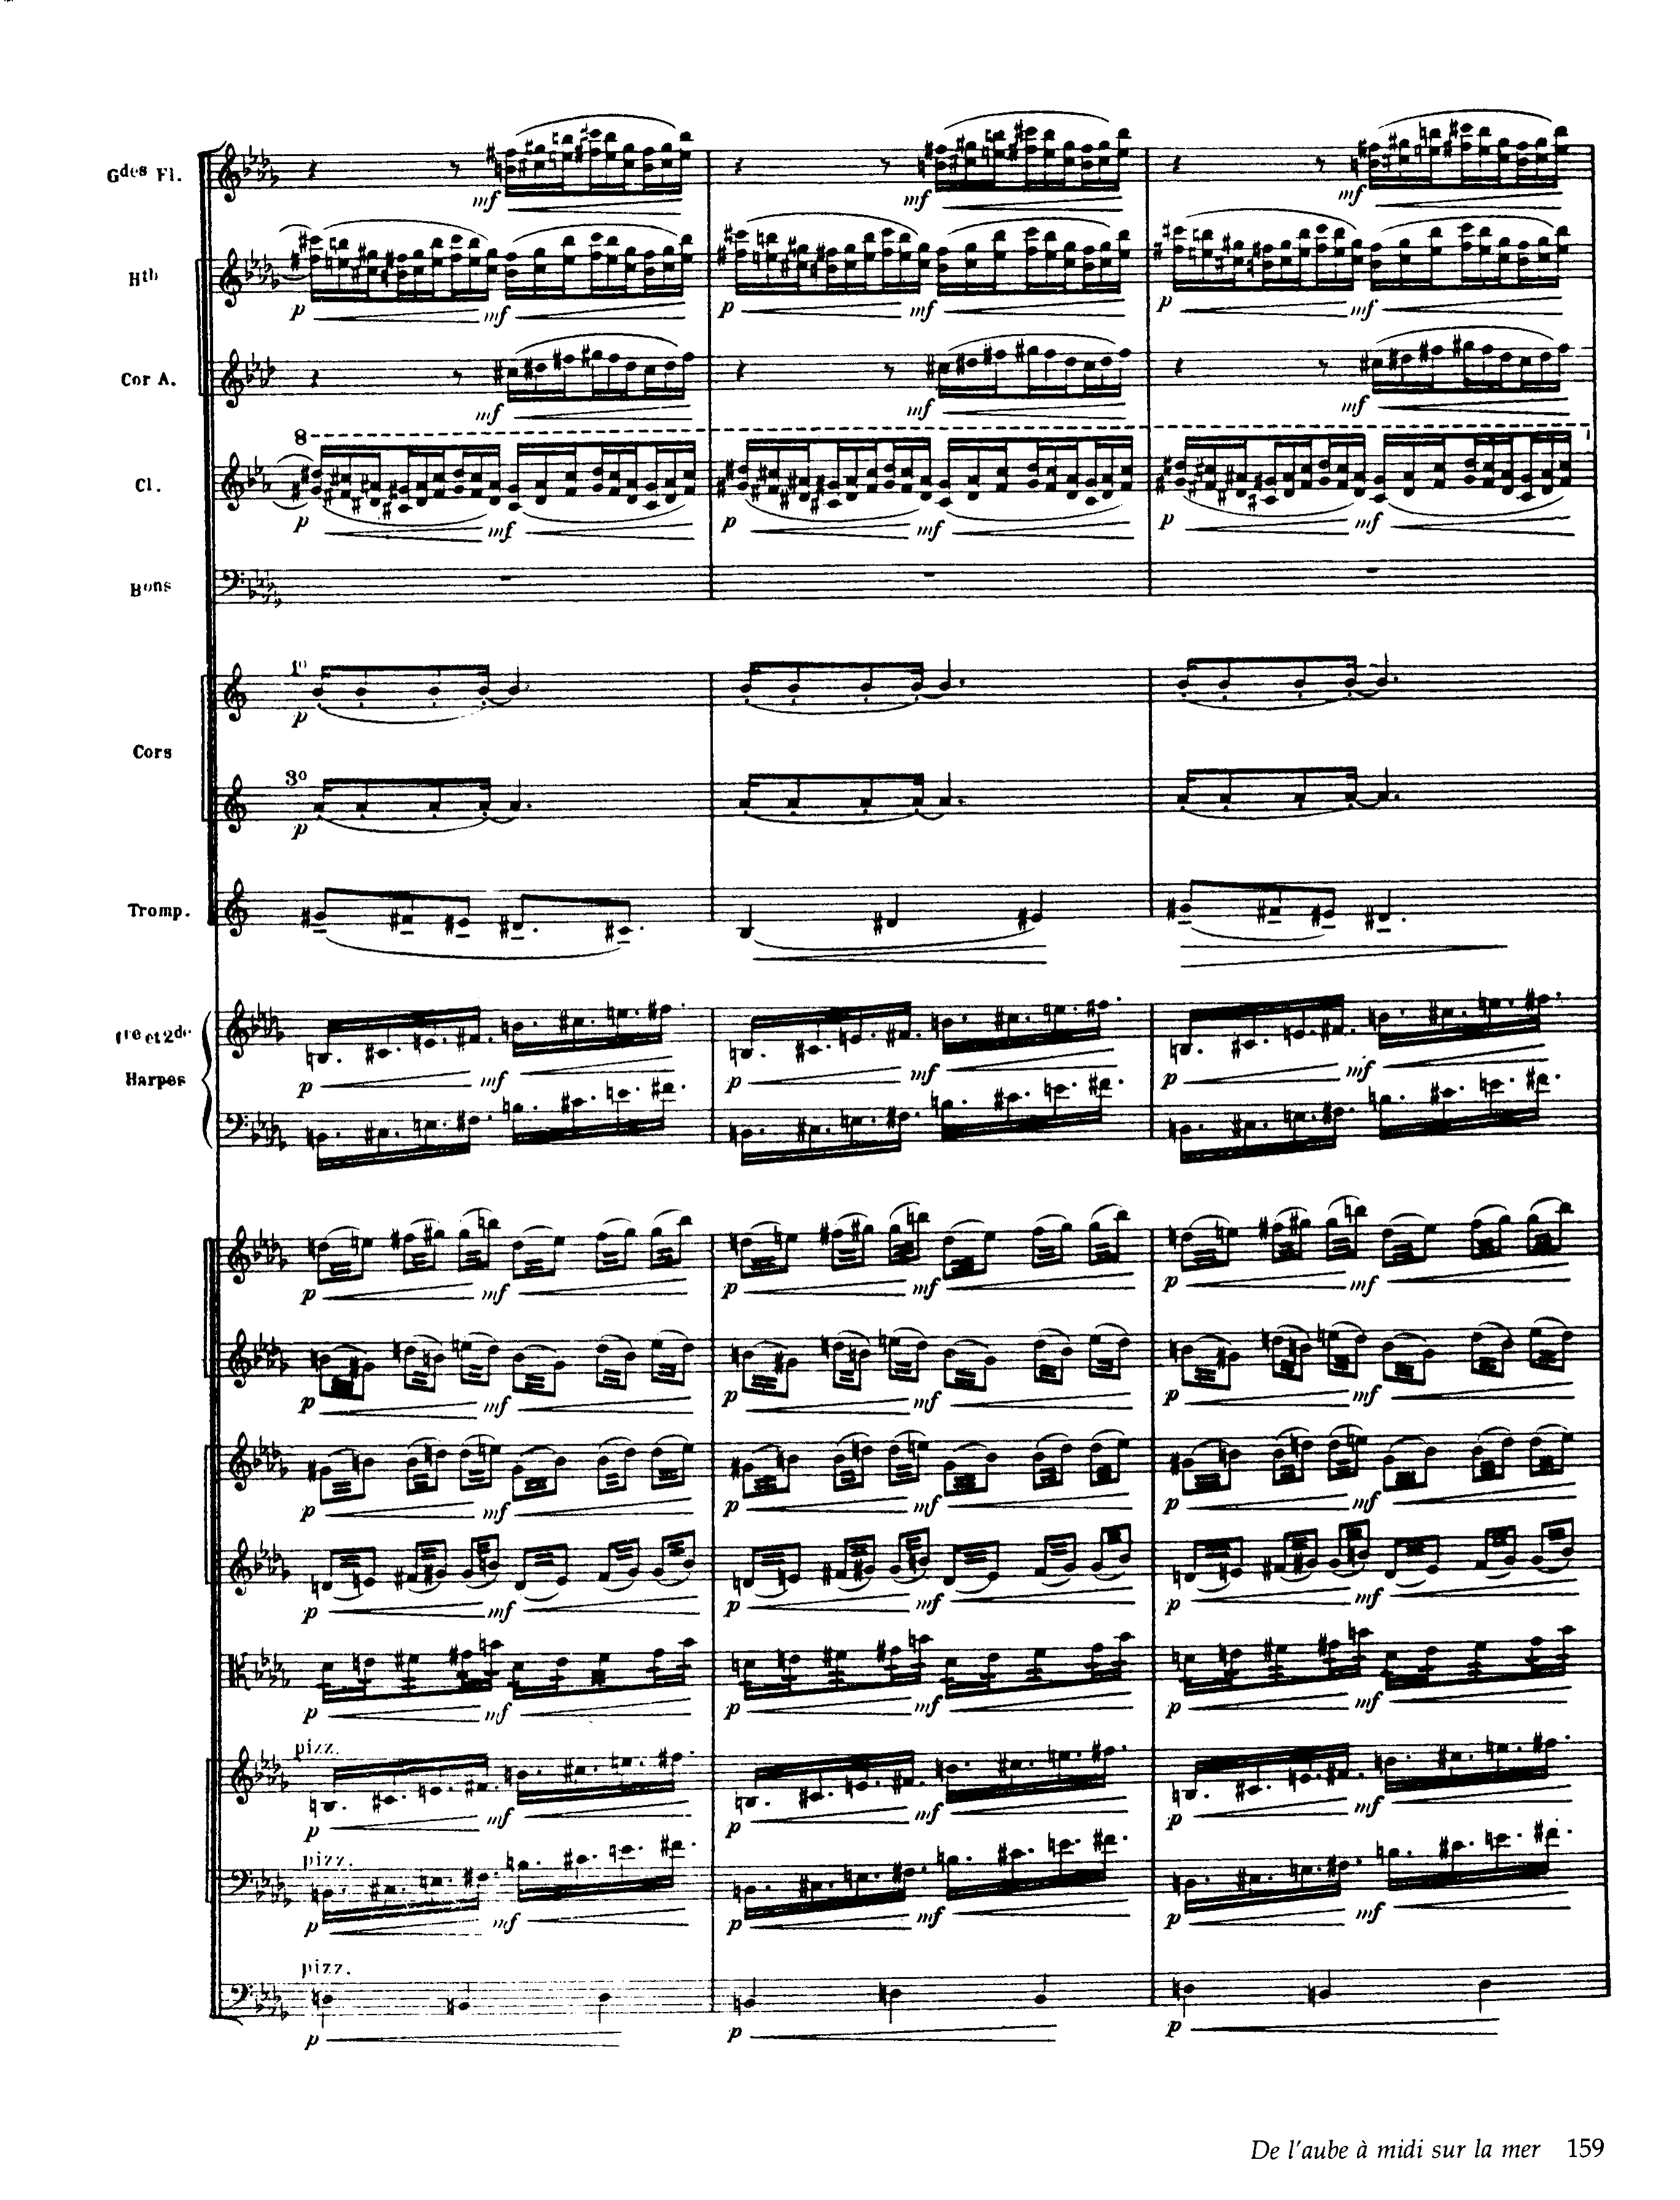 Gdes Fl.
mf mf mf
Htb
p mf p mf p mf
Cor A.
mf mf mf
8
Cl.
p mf p mf p mf
Bons
1º
p
Cors
3º
p
Tromp.
1re et 2de
Harpes
p mf p mf p mf
p mf p mf p mf
p mf p mf p mf
p mf p mf p mf
p mf p mf p mf
p mf p mf p mf
pizz.
p mf p mf p mf
pizz.
p mf p mf p mf
pizz.
p p p
De l'aube à midi sur la mer 159